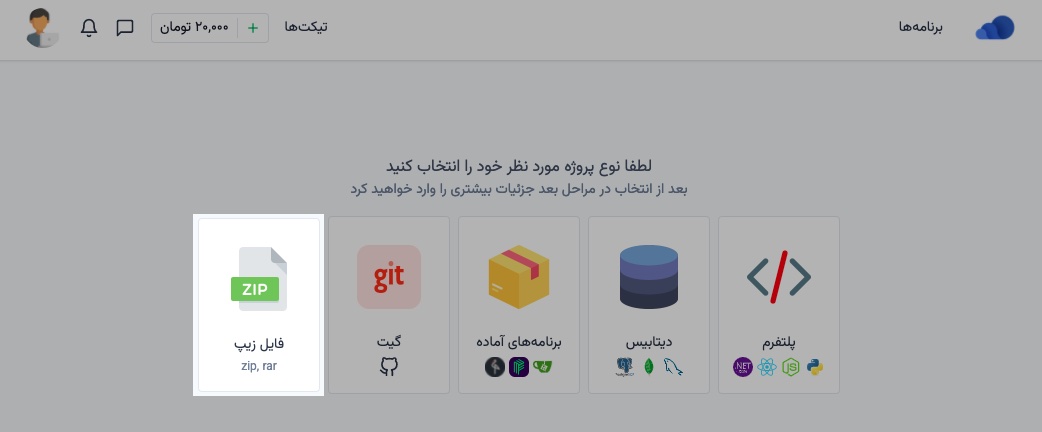 برنامه‌ها
تیکت‌ها
+ ۲۰,۰۰۰ تومان
لطفا نوع پروژه مورد نظر خود را انتخاب کنید
بعد از انتخاب در مراحل بعد جزئیات بیشتری را وارد خواهید کرد
پلتفرم
.NET
دیتابیس
برنامه‌های آماده
git
گیت
ZIP
فایل زیپ
zip, rar